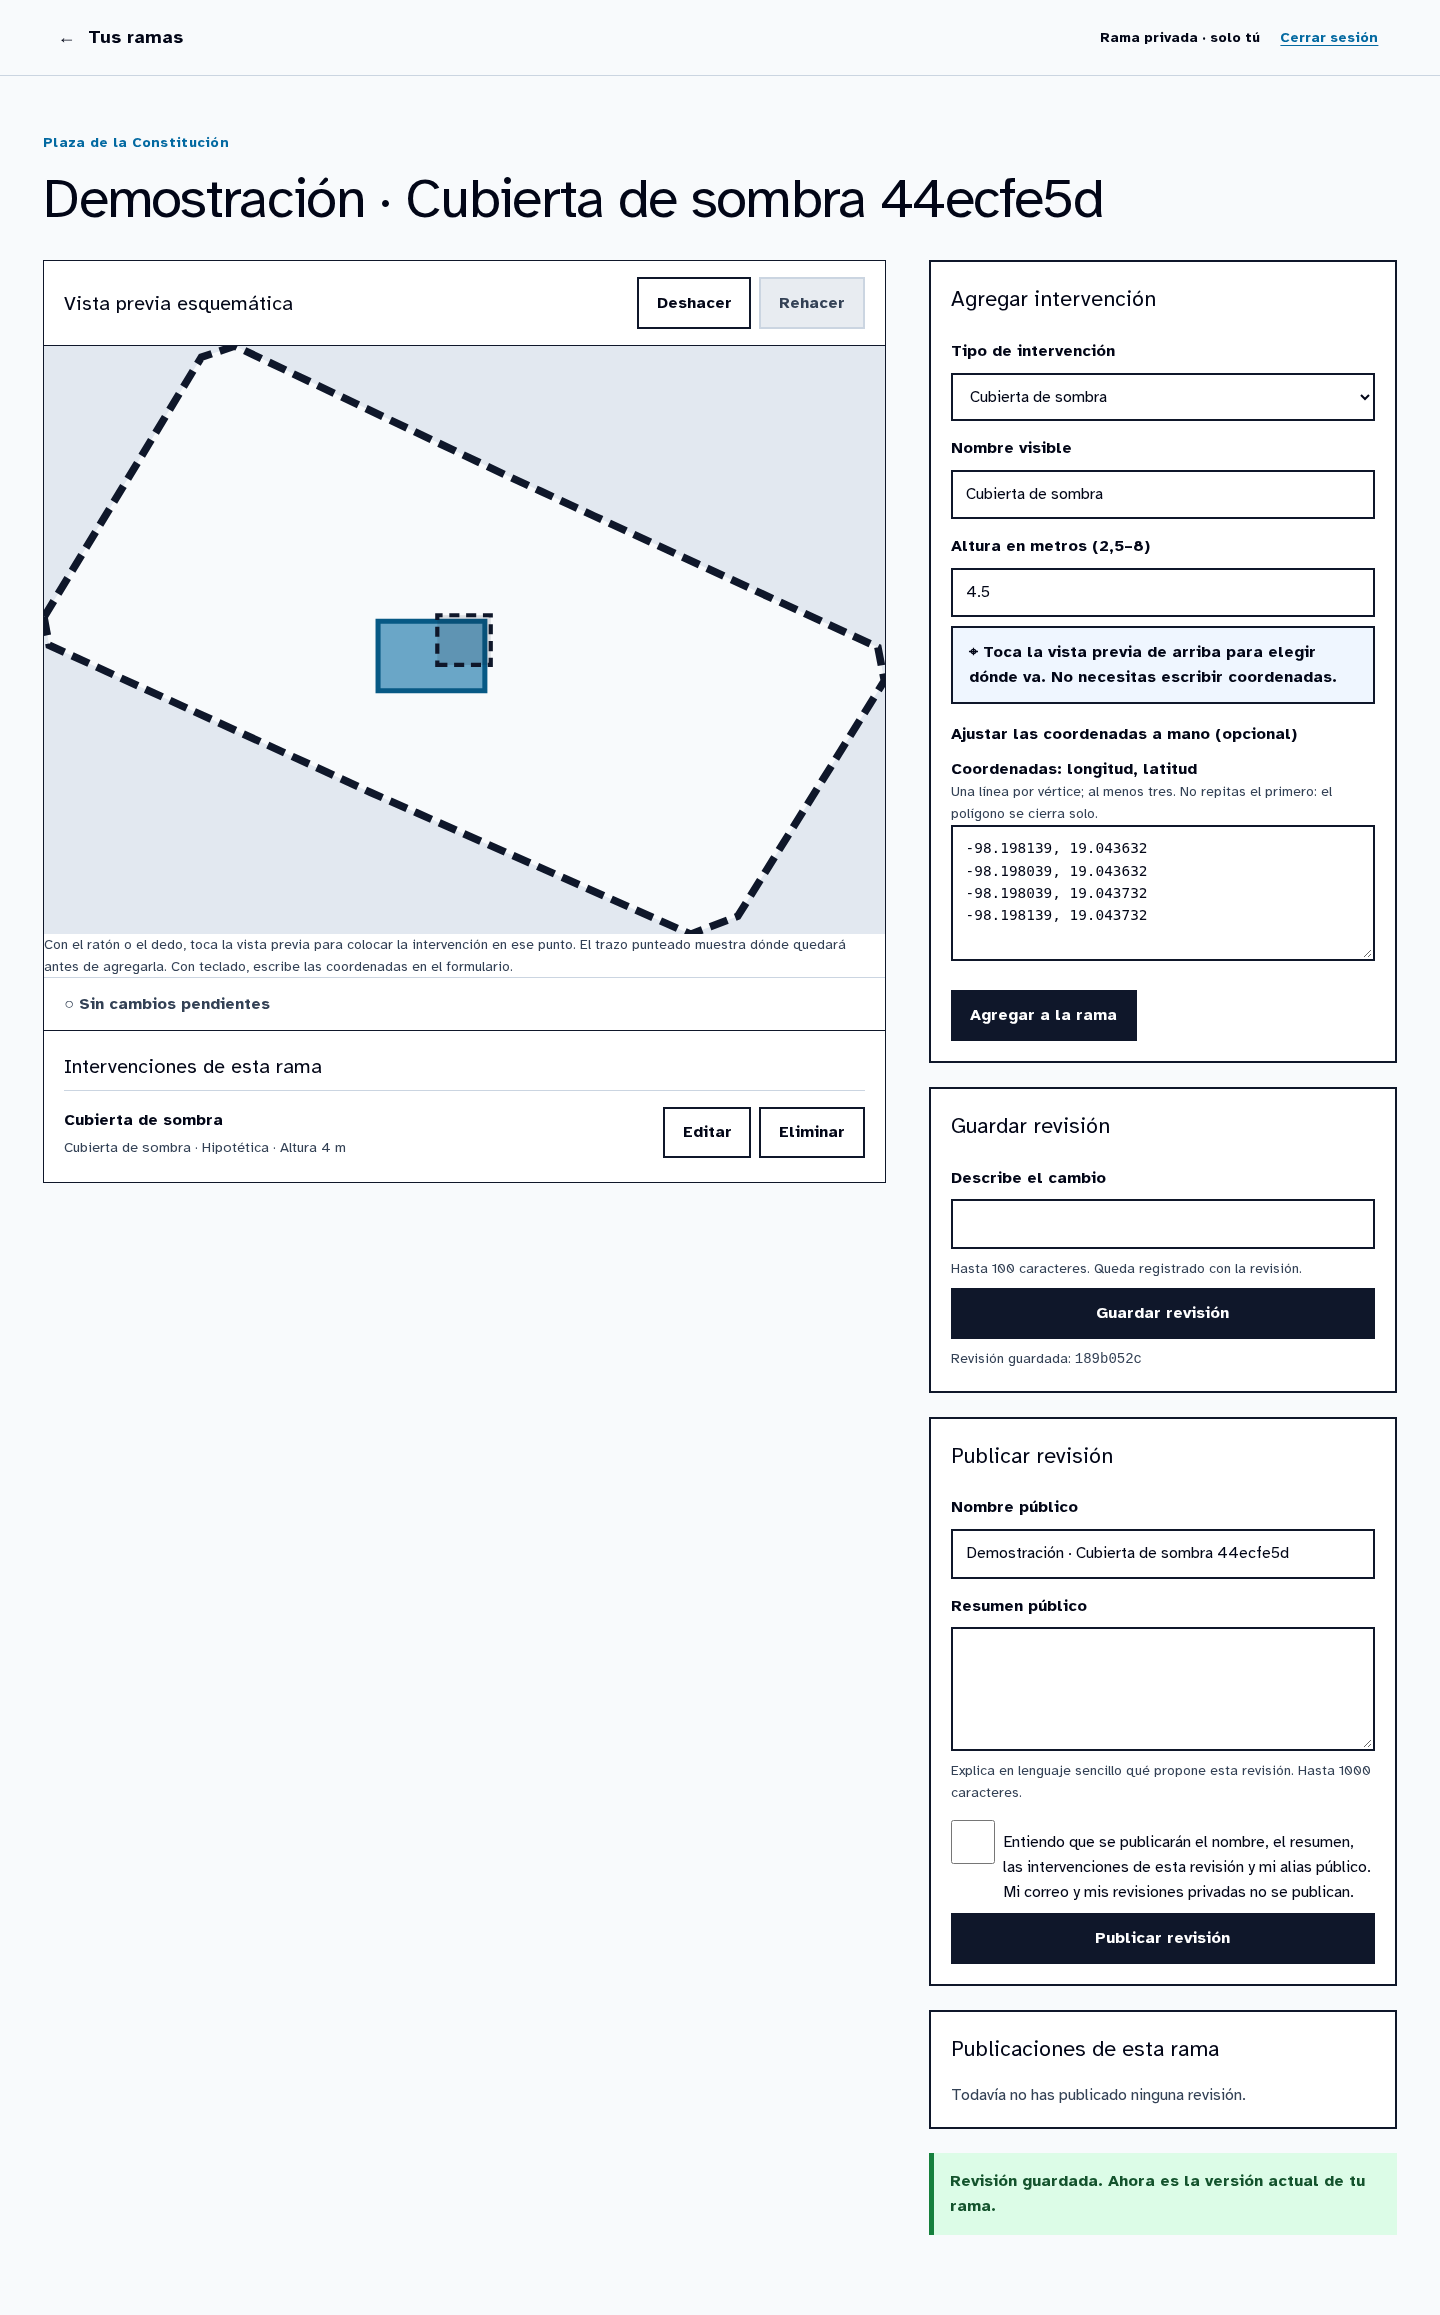 ← Tus ramas
Rama privada · solo tú
Cerrar sesión
Plaza de la Constitución
Demostración · Cubierta de sombra 44ecfe5d
Vista previa esquemática
Deshacer
Rehacer
Con el ratón o el dedo, toca la vista previa para colocar la intervención en ese punto. El trazo punteado muestra dónde quedará
antes de agregarla. Con teclado, escribe las coordenadas en el formulario.
○ Sin cambios pendientes
Intervenciones de esta rama
Cubierta de sombra
Cubierta de sombra · Hipotética · Altura 4 m
Editar
Eliminar
Agregar intervención
Tipo de intervención
Cubierta de sombra
Nombre visible
Cubierta de sombra
Altura en metros (2,5–8)
4.5
⌖ Toca la vista previa de arriba para elegir
dónde va. No necesitas escribir coordenadas.
Ajustar las coordenadas a mano (opcional)
Coordenadas: longitud, latitud
Una línea por vértice; al menos tres. No repitas el primero: el
polígono se cierra solo.
-98.198139, 19.043632
-98.198039, 19.043632
-98.198039, 19.043732
-98.198139, 19.043732
Agregar a la rama
Guardar revisión
Describe el cambio
Hasta 100 caracteres. Queda registrado con la revisión.
Guardar revisión
Revisión guardada: 189b052c
Publicar revisión
Nombre público
Demostración · Cubierta de sombra 44ecfe5d
Resumen público
Explica en lenguaje sencillo qué propone esta revisión. Hasta 1000
caracteres.
Entiendo que se publicarán el nombre, el resumen,
las intervenciones de esta revisión y mi alias público.
Mi correo y mis revisiones privadas no se publican.
Publicar revisión
Publicaciones de esta rama
Todavía no has publicado ninguna revisión.
Revisión guardada. Ahora es la versión actual de tu
rama.